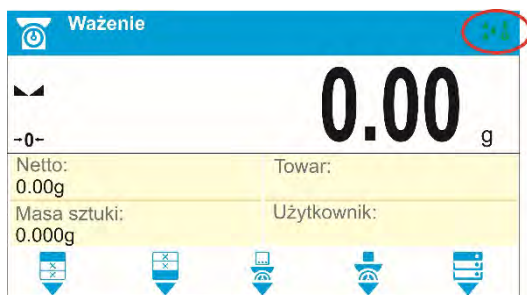 Ważenie
0.00 g
→0←
Netto:
0.00g
Towar:
Masa sztuki:
0.000g
Użytkownik: